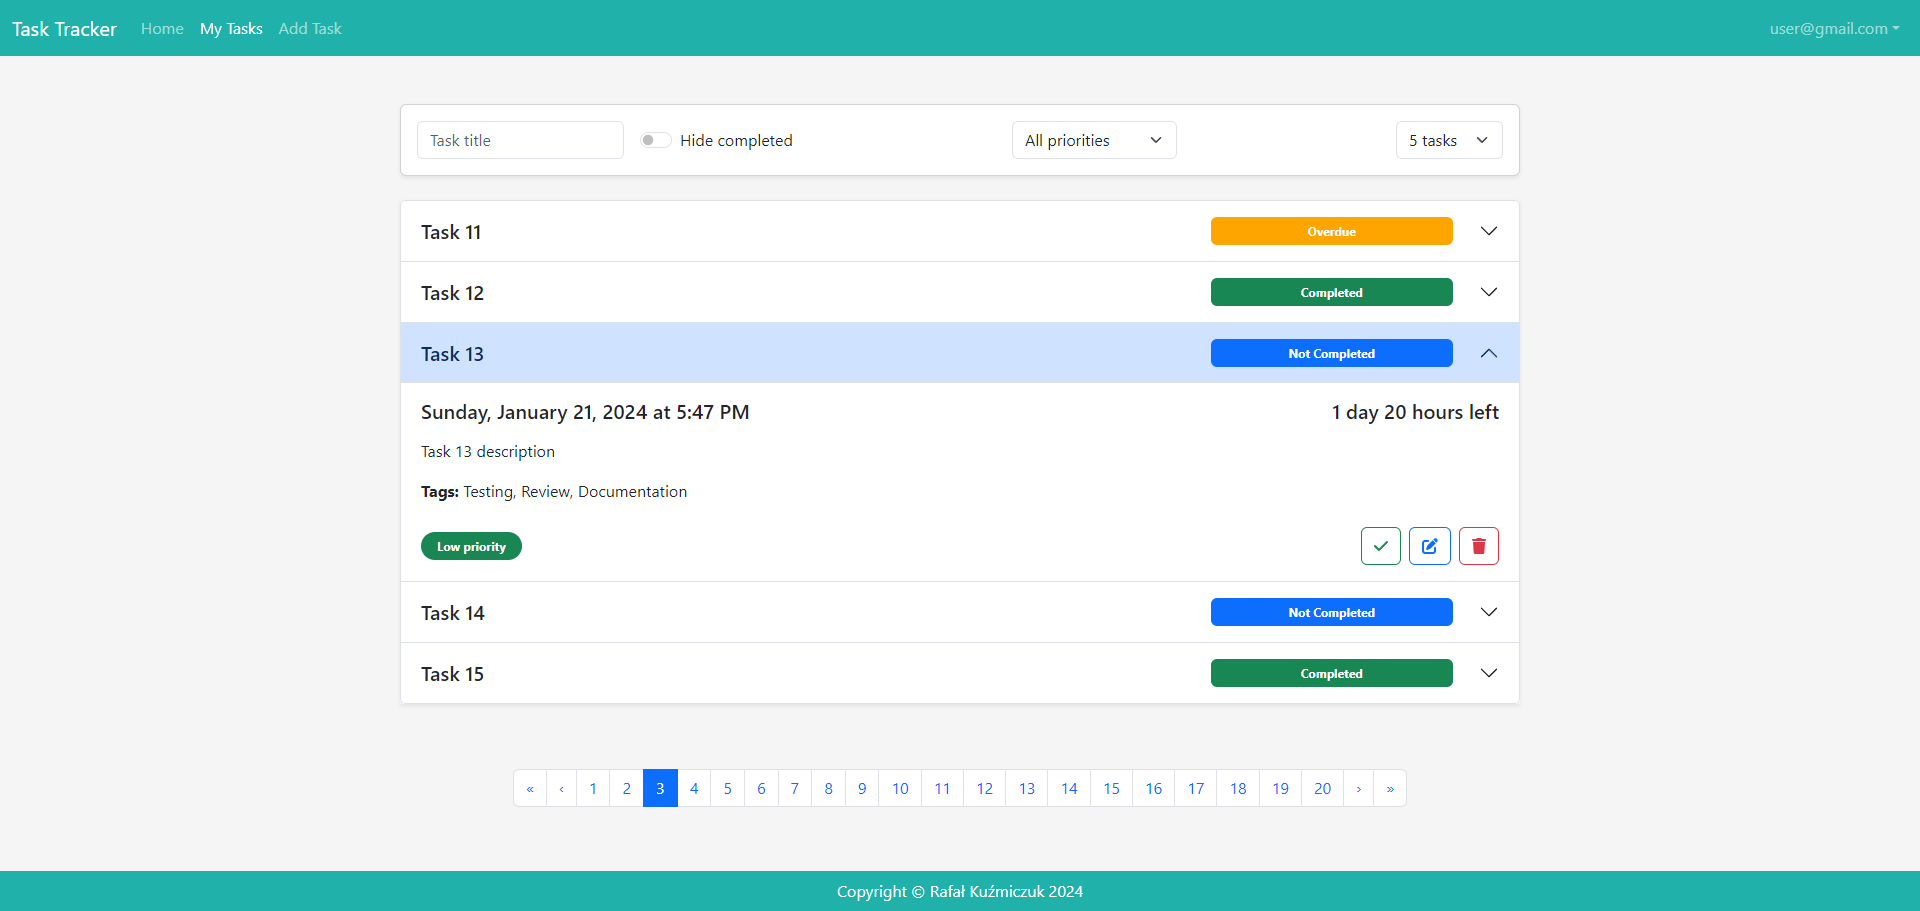 Task Tracker Home My Tasks Add Task user@gmail.com
Task title Hide completed All priorities 5 tasks
Task 11 Overdue
Task 12 Completed
Task 13 Not Completed
Sunday, January 21, 2024 at 5:47 PM 1 day 20 hours left
Task 13 description
Tags: Testing, Review, Documentation
Low priority
Task 14 Not Completed
Task 15 Completed
« ‹ 1 2 3 4 5 6 7 8 9 10 11 12 13 14 15 16 17 18 19 20 › »
Copyright © Rafał Kuźmiczuk 2024